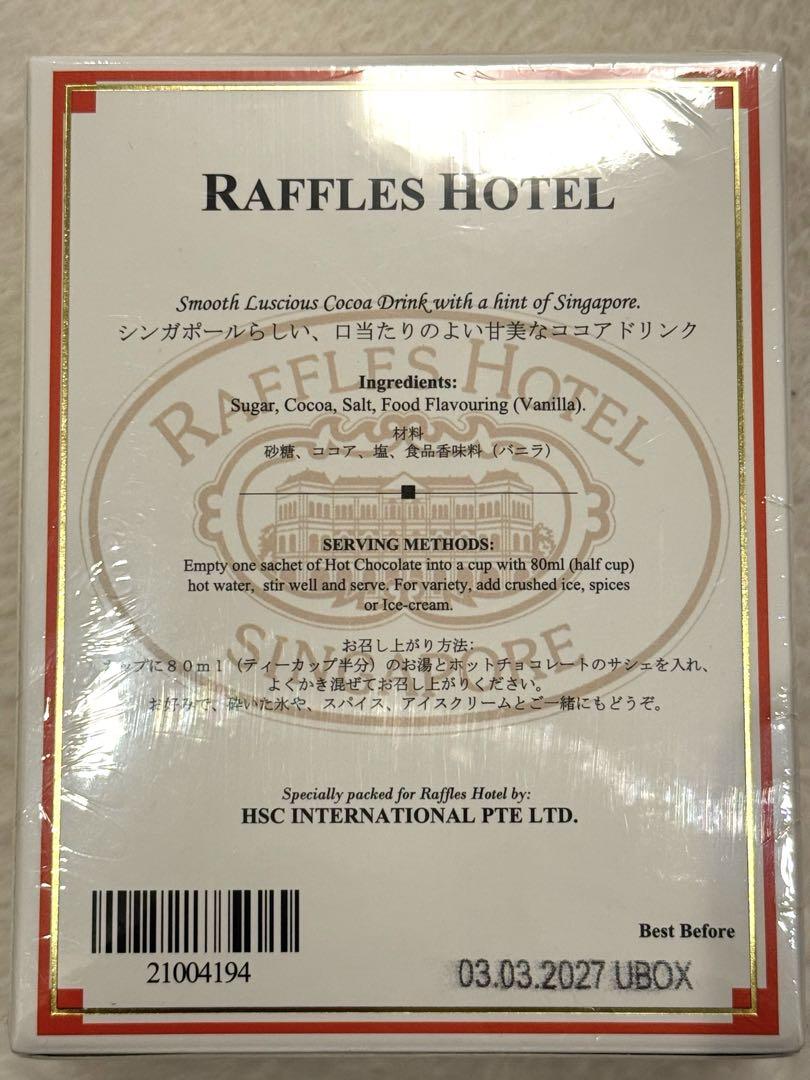 RAFFLES HOTEL
Smooth Luscious Cocoa Drink with a hint of Singapore.
シンガポールらしい、口当たりのよい甘美なココアドリンク
RAFFLES HOTEL
Ingredients:
Sugar, Cocoa, Salt, Food Flavouring (Vanilla).
材料
砂糖、ココア、塩、食品香味料（バニラ）
SERVING METHODS:
Empty one sachet of Hot Chocolate into a cup with 80ml (half cup)
hot water, stir well and serve. For variety, add crushed ice, spices
or Ice-cream.
SINGAPORE
お召し上がり方法:
カップに８０ｍｌ（ティーカップ半分）のお湯とホットチョコレートのサシェを入れ、
よくかき混ぜてお召し上がりください。
お好みで、砕いた氷や、スパイス、アイスクリームとご一緒にもどうぞ。
Specially packed for Raffles Hotel by:
HSC INTERNATIONAL PTE LTD.
Best Before
21004194
03.03.2027 UBOX